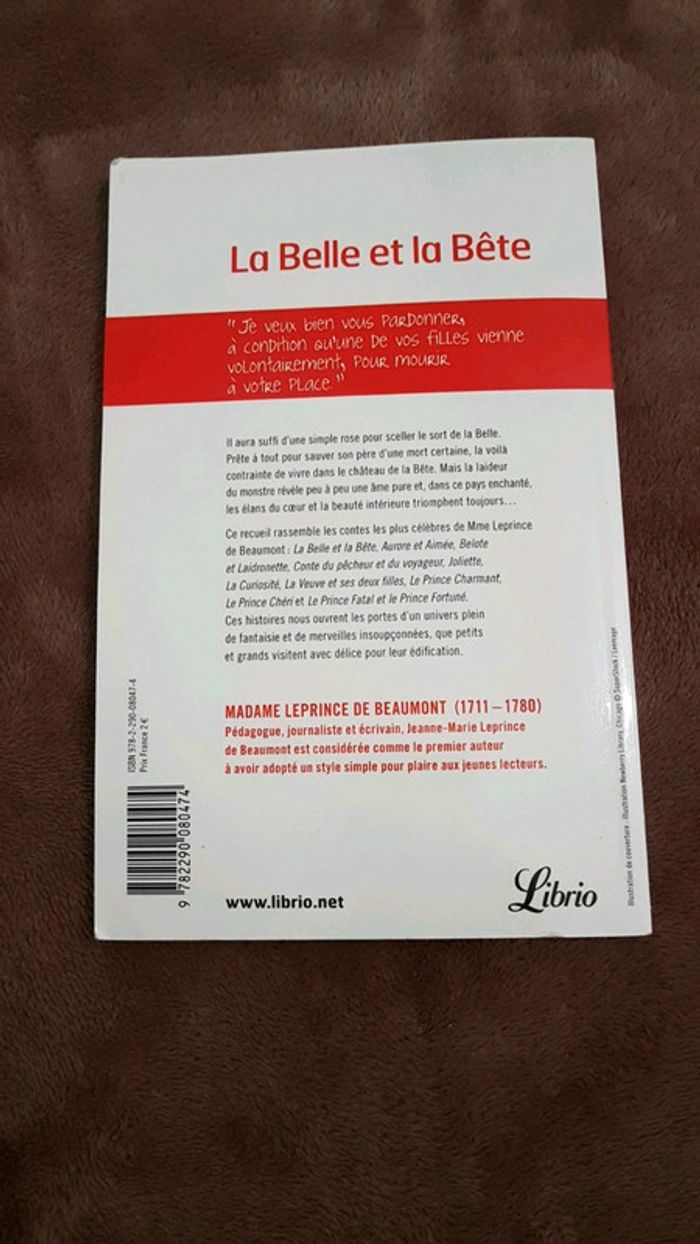 La Belle et la Bête
"Je veux bien vous pardonner,
à condition qu'une de vos filles vienne
volontairement, pour mourir
à votre place."
Il aura suffi d'une simple rose pour sceller le sort de la Belle.
Prête à tout pour sauver son père d'une mort certaine, la voilà
contrainte de vivre dans le château de la Bête. Mais la laideur
du monstre révèle peu à peu une âme pure et, dans ce pays enchanté,
les élans du cœur et la beauté intérieure triomphent toujours...
Ce recueil rassemble les contes les plus célèbres de Mme Leprince
de Beaumont : La Belle et la Bête, Aurore et Aimée, Belote
et Laidronette, Conte du pêcheur et du voyageur, Joliette,
La Curiosité, La Veuve et ses deux filles, Le Prince Charmant,
Le Prince Chéri et Le Prince Fatal et le Prince Fortuné.
Ces histoires nous ouvrent les portes d'un univers plein
de fantaisie et de merveilles insoupçonnées, que petits
et grands visitent avec délice pour leur édification.
MADAME LEPRINCE DE BEAUMONT (1711 – 1780)
Pédagogue, journaliste et écrivain, Jeanne-Marie Leprince
de Beaumont est considérée comme le premier auteur
à avoir adopté un style simple pour plaire aux jeunes lecteurs.
ISBN 978-2-290-08047-4
Prix France 2 €
9 782290 080474
www.librio.net
Librio
Illustration de couverture : Illustration Newberry Library, Chicago © SuperStock / Leemage